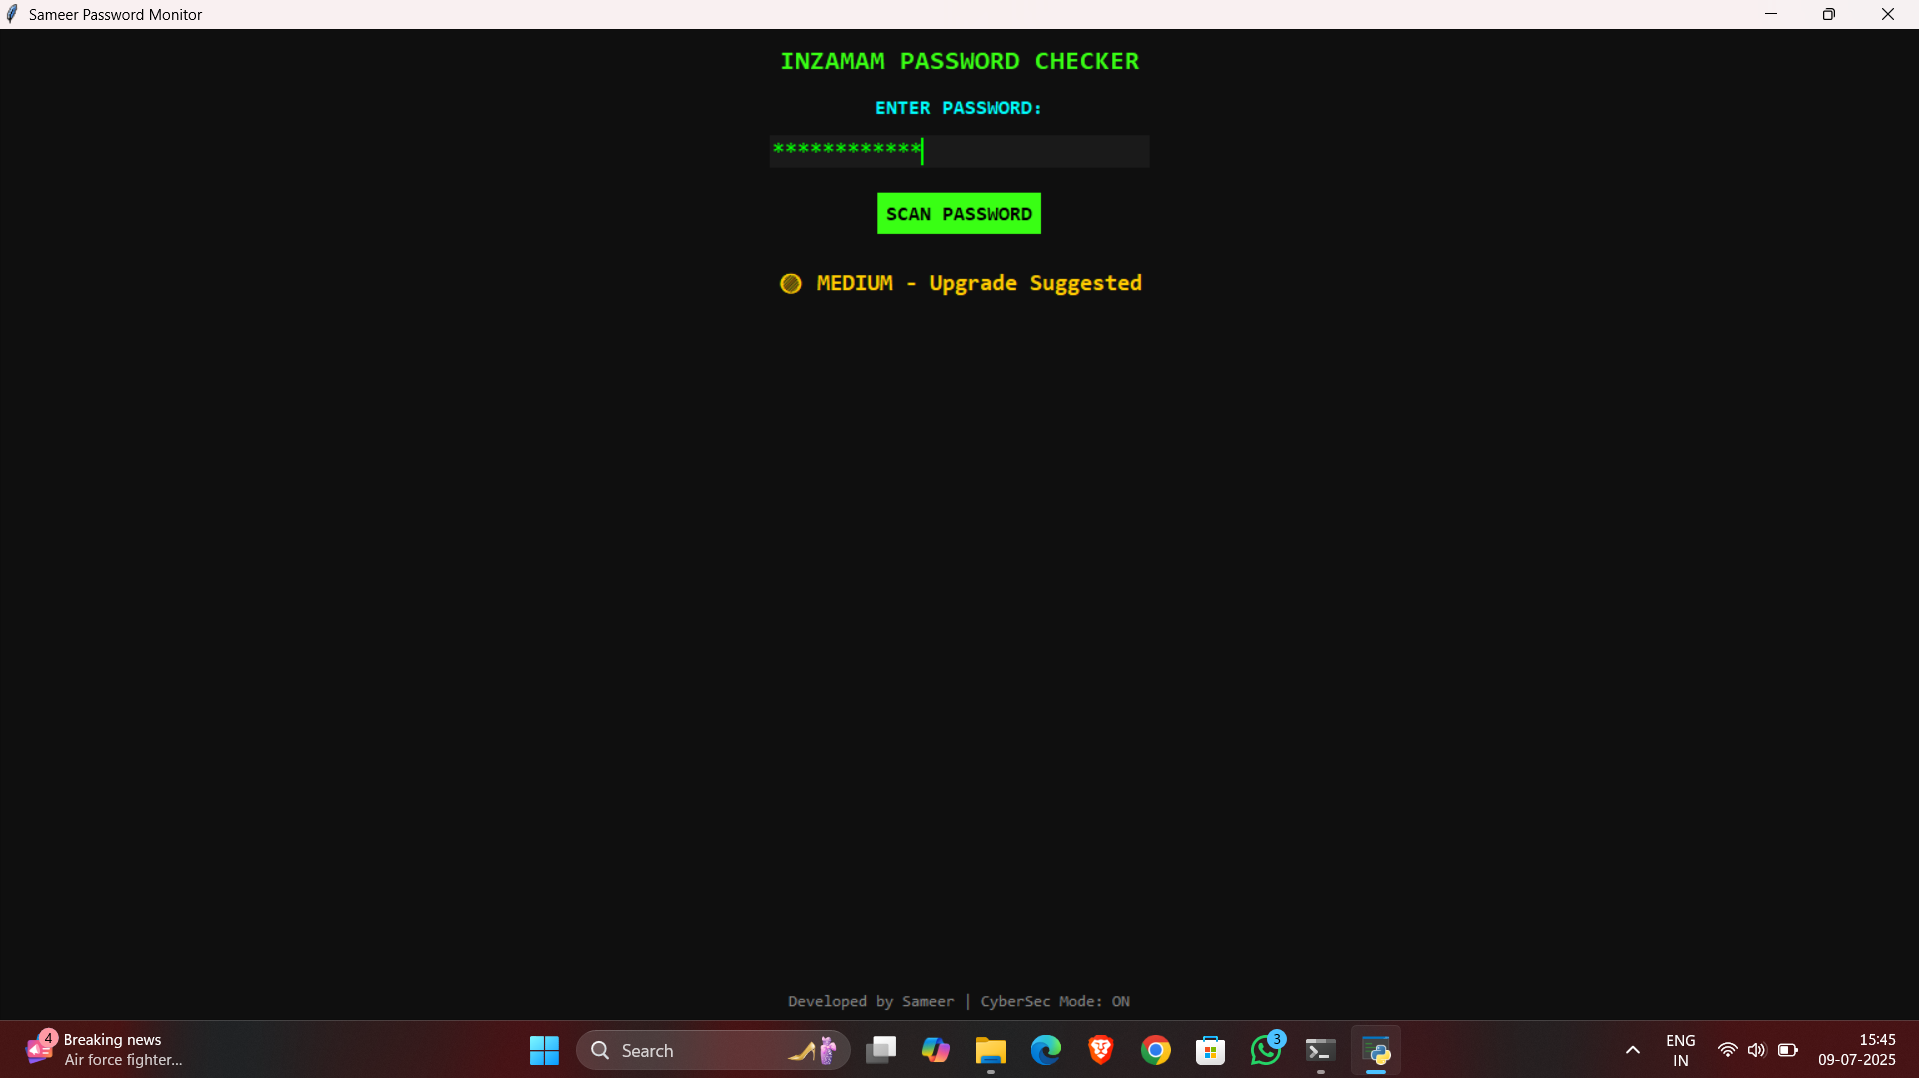 Sameer Password Monitor
INZAMAM PASSWORD CHECKER
ENTER PASSWORD:
************
SCAN PASSWORD
MEDIUM - Upgrade Suggested
Developed by Sameer | CyberSec Mode: ON
4
Breaking news
Air force fighter...
Search
3
ENG
IN
15:45
09-07-2025